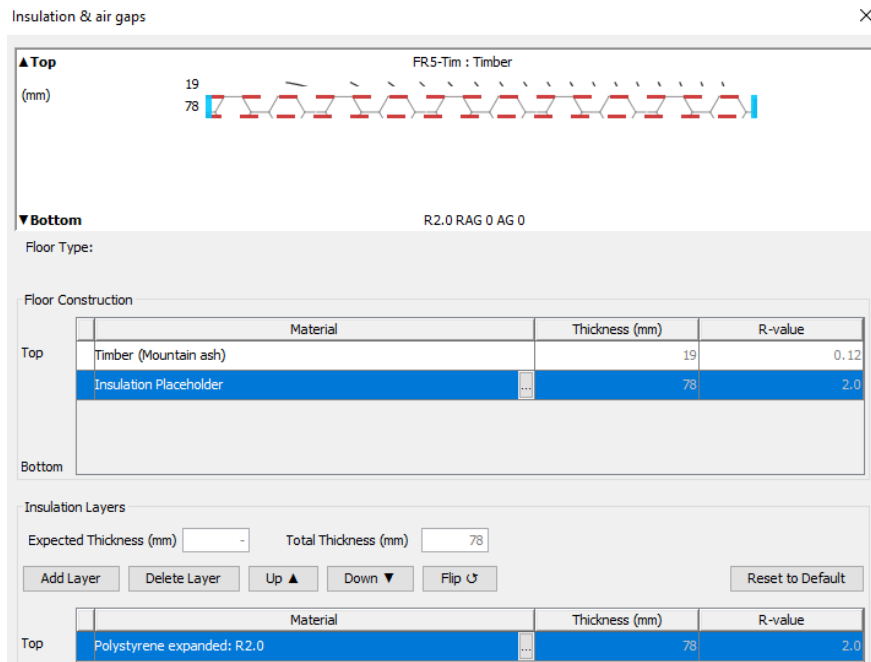 Insulation & air gaps
▲Top
FR5-Tim : Timber
(mm)
19
78
▼Bottom
R2.0 RAG 0 AG 0
Floor Type:
Floor Construction
Material Thickness (mm) R-value
Top Timber (Mountain ash) 19 0.12
Insulation Placeholder ... 78 2.0
Bottom
Insulation Layers
Expected Thickness (mm) - Total Thickness (mm) 78
Add Layer Delete Layer Up ▲ Down ▼ Flip ↺ Reset to Default
Material Thickness (mm) R-value
Top Polystyrene expanded: R2.0 ... 78 2.0